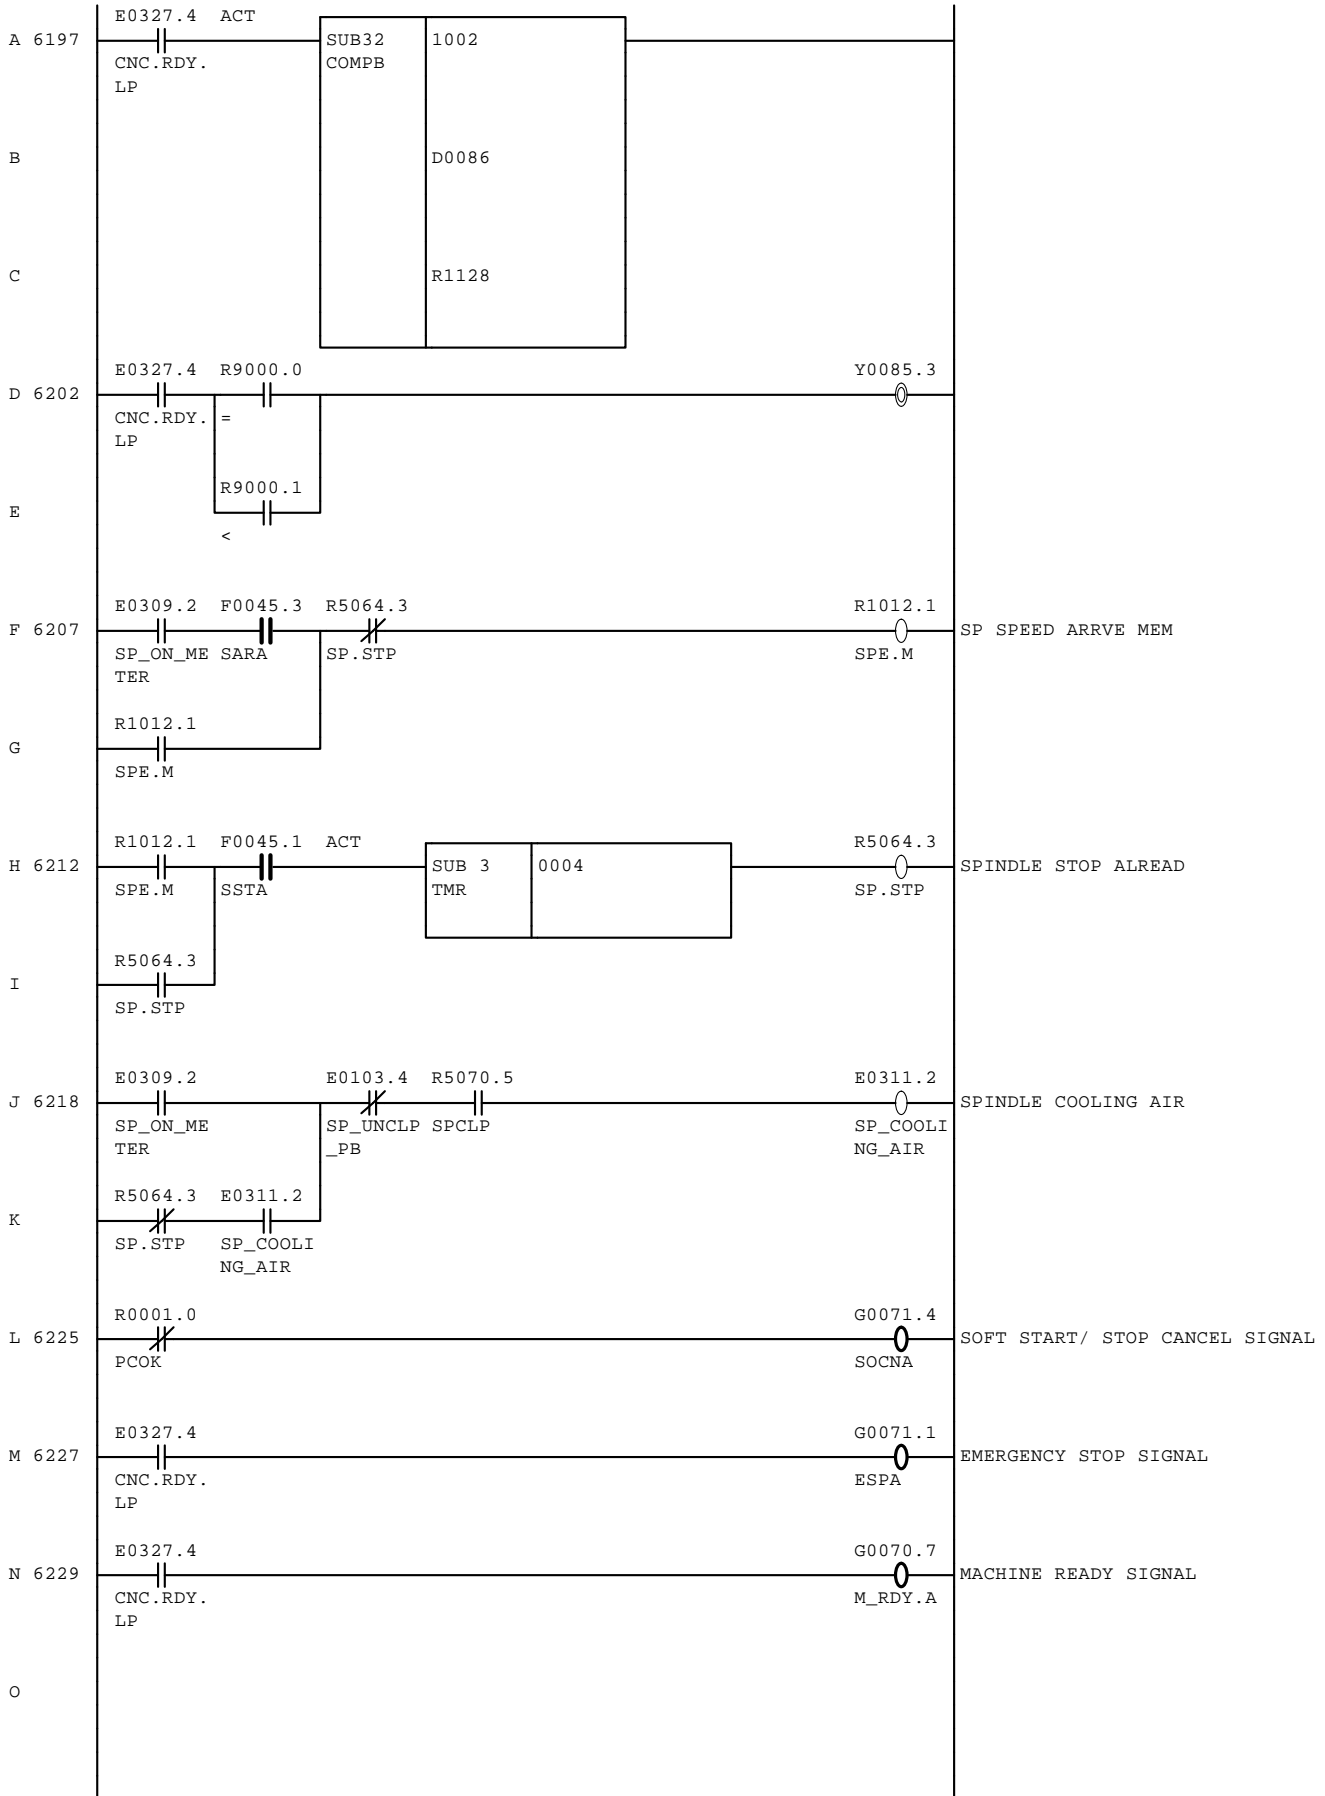 E0327.4 ACT
A 6197 SUB32 1002
CNC.RDY. COMPB
LP
B D0086
C R1128
E0327.4 R9000.0 Y0085.3
D 6202
CNC.RDY. =
LP
R9000.1
E
<
E0309.2 F0045.3 R5064.3 R1012.1
F 6207 SP SPEED ARRVE MEM
SP_ON_ME SARA SP.STP SPE.M
TER
R1012.1
G
SPE.M
R1012.1 F0045.1 ACT R5064.3
H 6212 SUB 3 0004 SPINDLE STOP ALREAD
SPE.M SSTA TMR SP.STP
R5064.3
I
SP.STP
E0309.2 E0103.4 R5070.5 E0311.2
J 6218 SPINDLE COOLING AIR
SP_ON_ME SP_UNCLP SPCLP SP_COOLI
TER _PB NG_AIR
R5064.3 E0311.2
K
SP.STP SP_COOLI
NG_AIR
R0001.0 G0071.4
L 6225 SOFT START/ STOP CANCEL SIGNAL
PCOK SOCNA
E0327.4 G0071.1
M 6227 EMERGENCY STOP SIGNAL
CNC.RDY. ESPA
LP
E0327.4 G0070.7
N 6229 MACHINE READY SIGNAL
CNC.RDY. M_RDY.A
LP
O